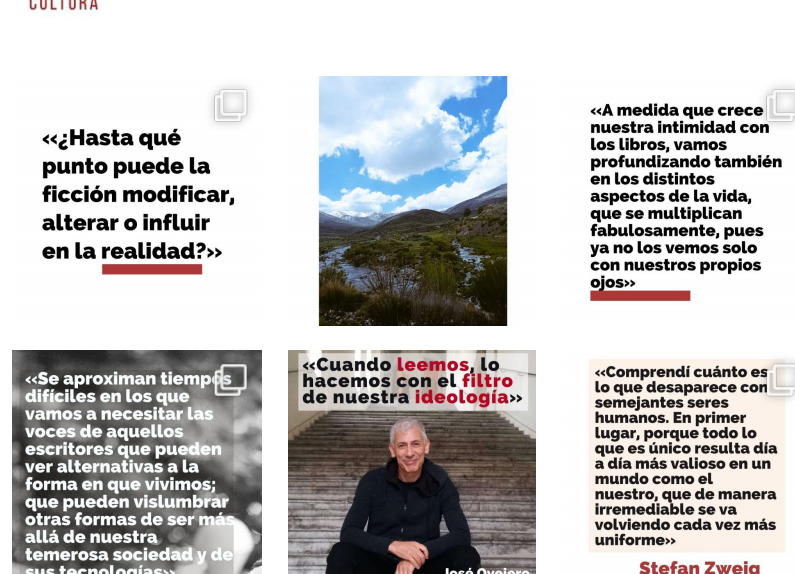 CULTURA
«¿Hasta qué
punto puede la
ficción modificar,
alterar o influir
en la realidad?»
«A medida que crece
nuestra intimidad con
los libros, vamos
profundizando también
en los distintos
aspectos de la vida,
que se multiplican
fabulosamente, pues
ya no los vemos solo
con nuestros propios
ojos»
«Se aproximan tiempos
difíciles en los que
vamos a necesitar las
voces de aquellos
escritores que pueden
ver alternativas a la
forma en que vivimos;
que pueden vislumbrar
otras formas de ser más
allá de nuestra
temerosa sociedad y de
sus tecnologías»
«Cuando leemos, lo
hacemos con el filtro
de nuestra ideología»
José Ovejero
«Comprendí cuánto es
lo que desaparece con
semejantes seres
humanos. En primer
lugar, porque todo lo
que es único resulta día
a día más valioso en un
mundo como el
nuestro, que de manera
irremediable se va
volviendo cada vez más
uniforme»
Stefan Zweig